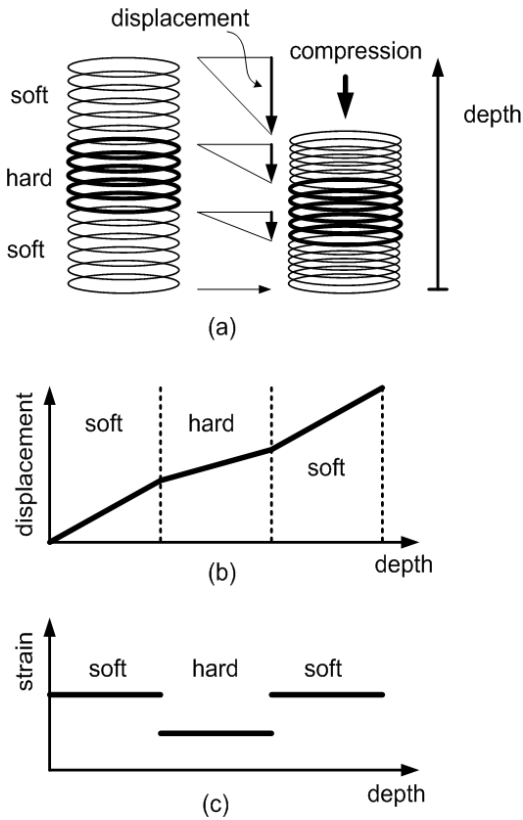 displacement
compression
soft
depth
hard
soft
(a)
displacement
soft
hard
soft
depth
(b)
strain
soft
hard
soft
depth
(c)